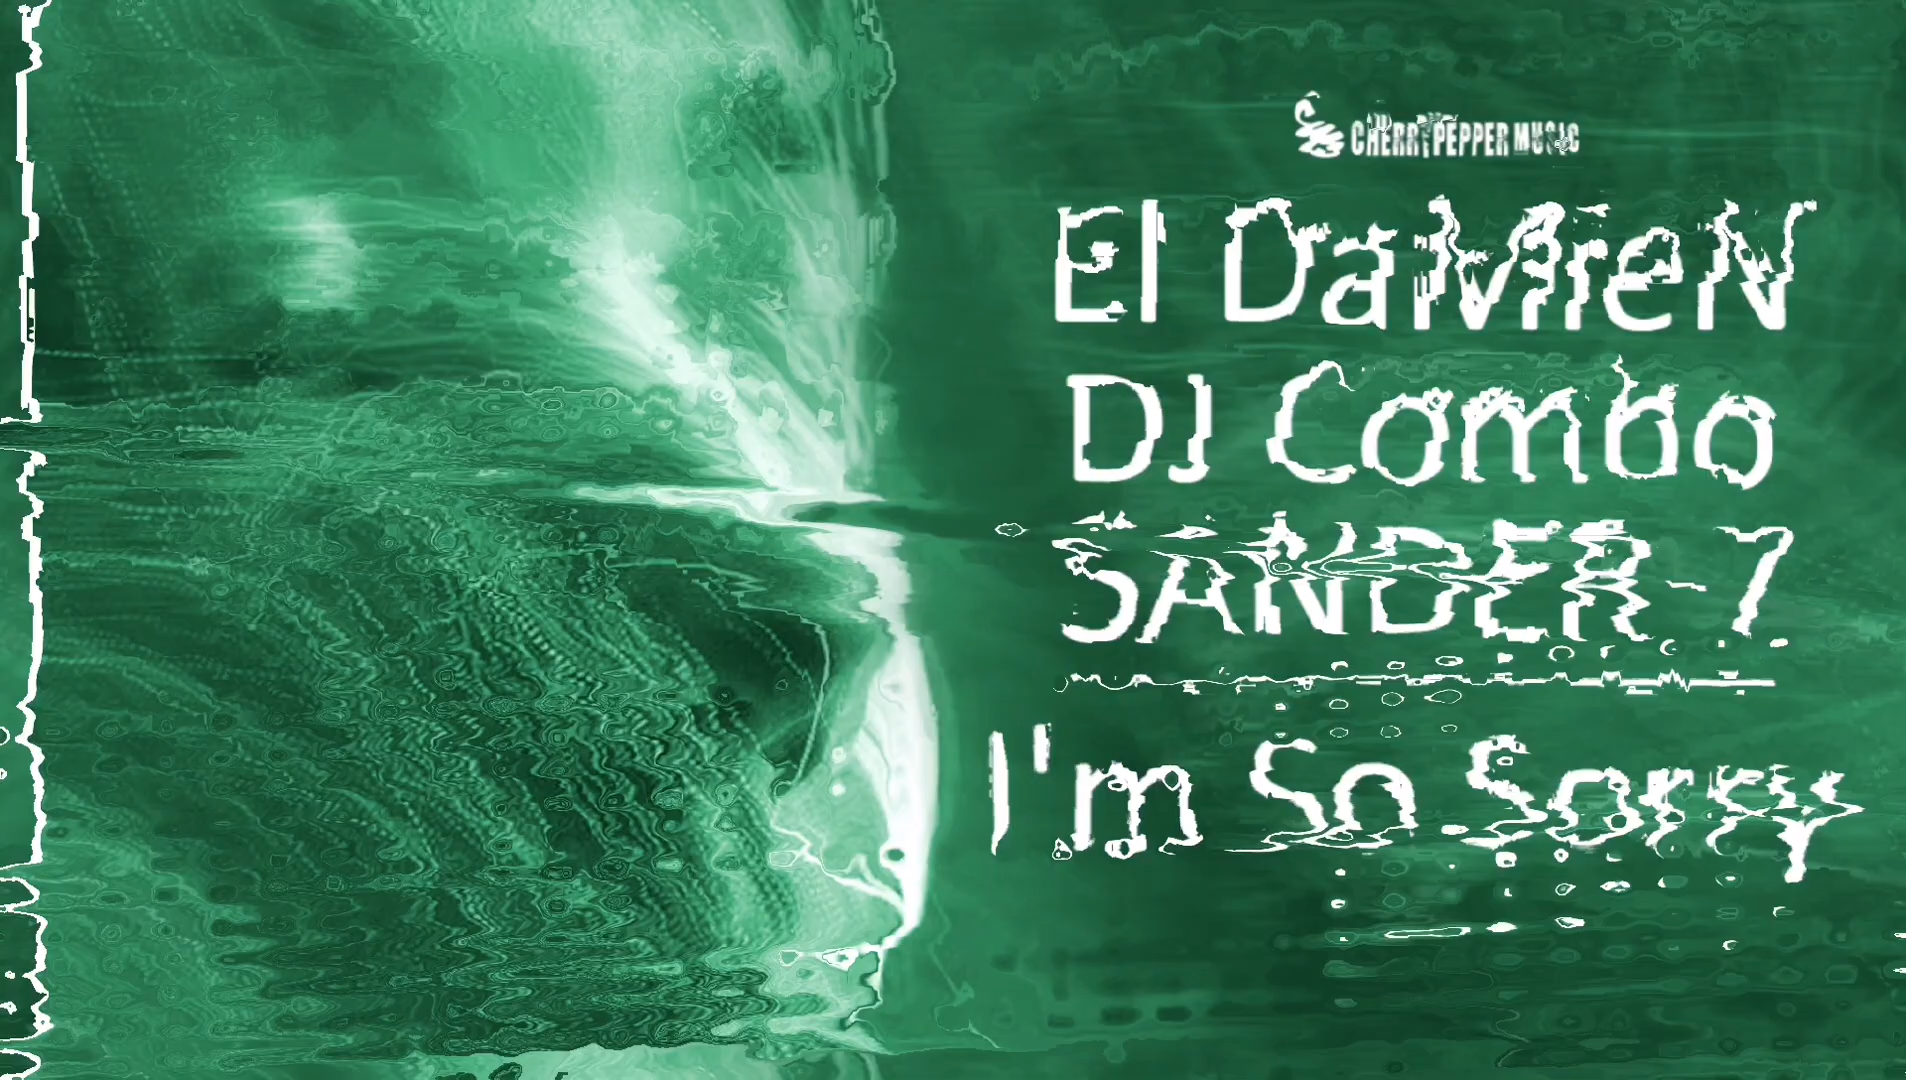 CHERRY PEPPER MUSIC
El DaMieN
DJ Combo
SANDER-7
I'm So Sorry